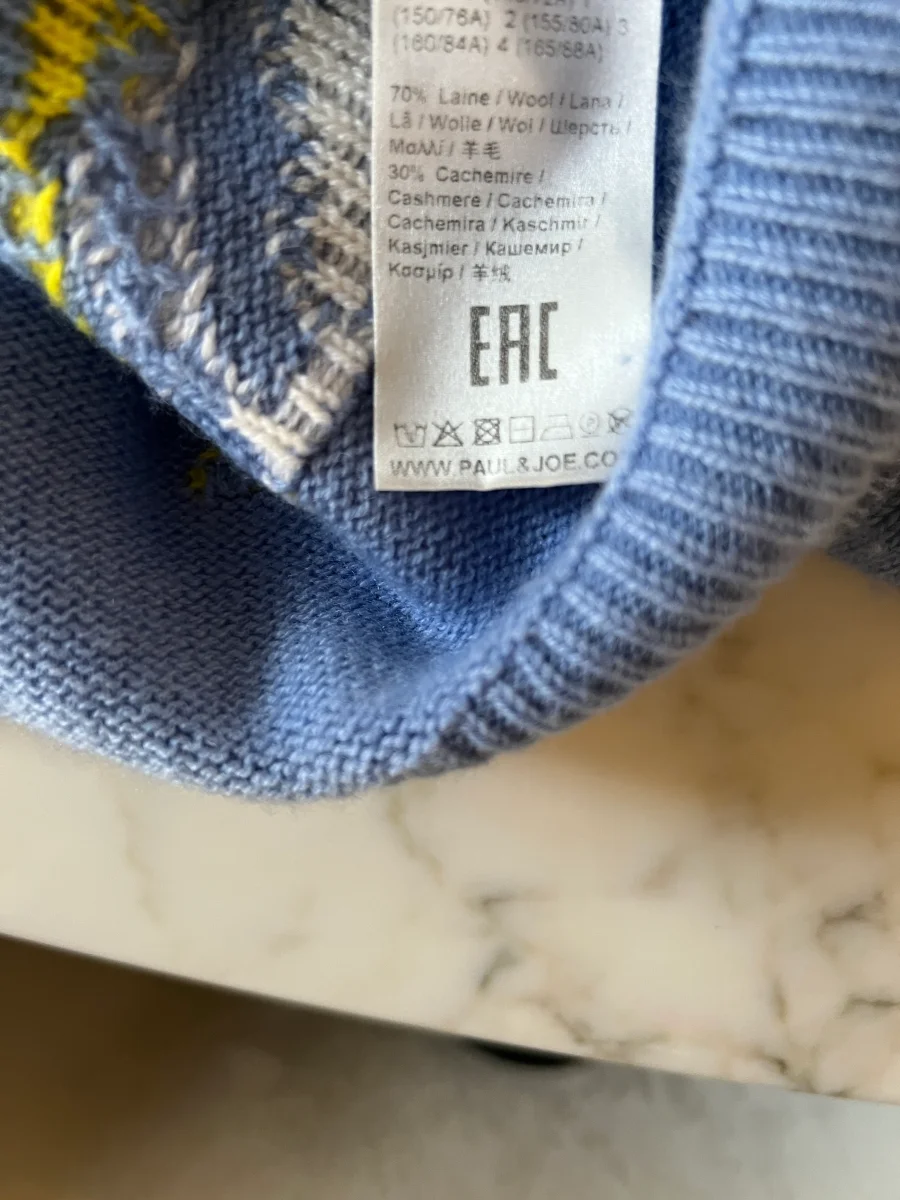 (150/76A) 2 (155/80A) 3
(160/84A) 4 (165/88A)
70% Laine / Wool / Lana /
Lã / Wolle / Wol / Шерсть /
Μαλλί / 羊毛
30% Cachemire /
Cashmere / Cachemira /
Cachemira / Kaschmir /
Kasjmier / Кашемир /
Κασμίρ / 羊绒
EAC
WWW.PAUL&JOE.CO